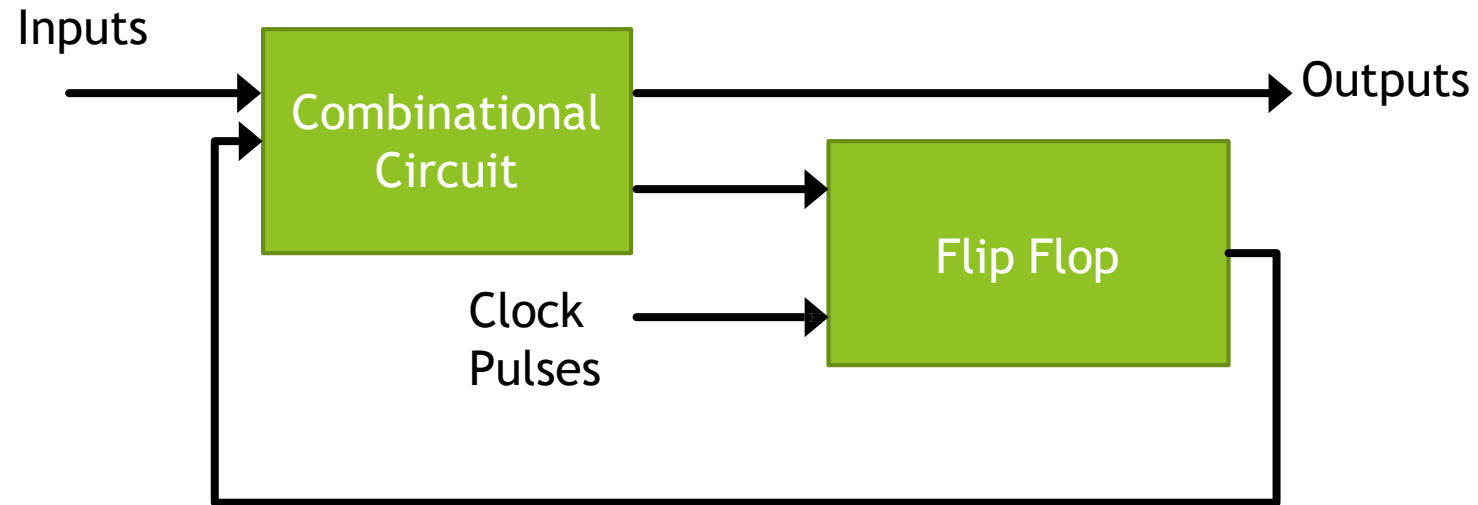 Inputs
Combinational
Circuit
Outputs
Flip Flop
Clock
Pulses